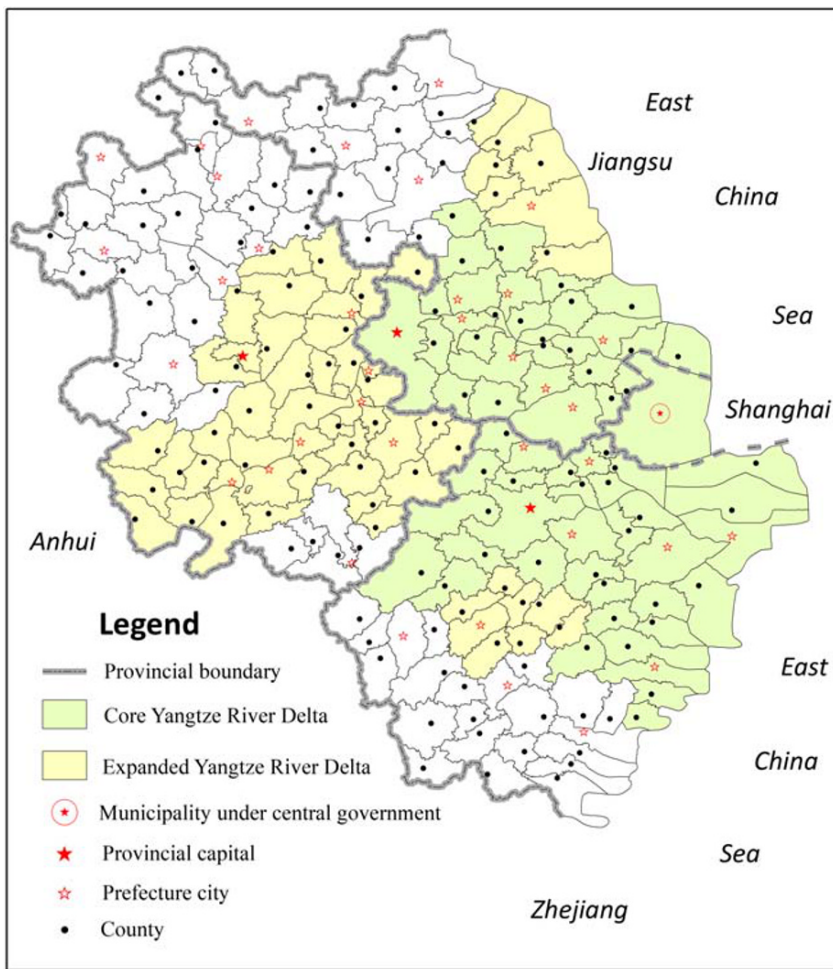 East
Jiangsu
China
Sea
Shanghai
Anhui
Legend
Provincial boundary
Core Yangtze River Delta
Expanded Yangtze River Delta
Municipality under central government
Provincial capital
Prefecture city
County
East
China
Sea
Zhejiang